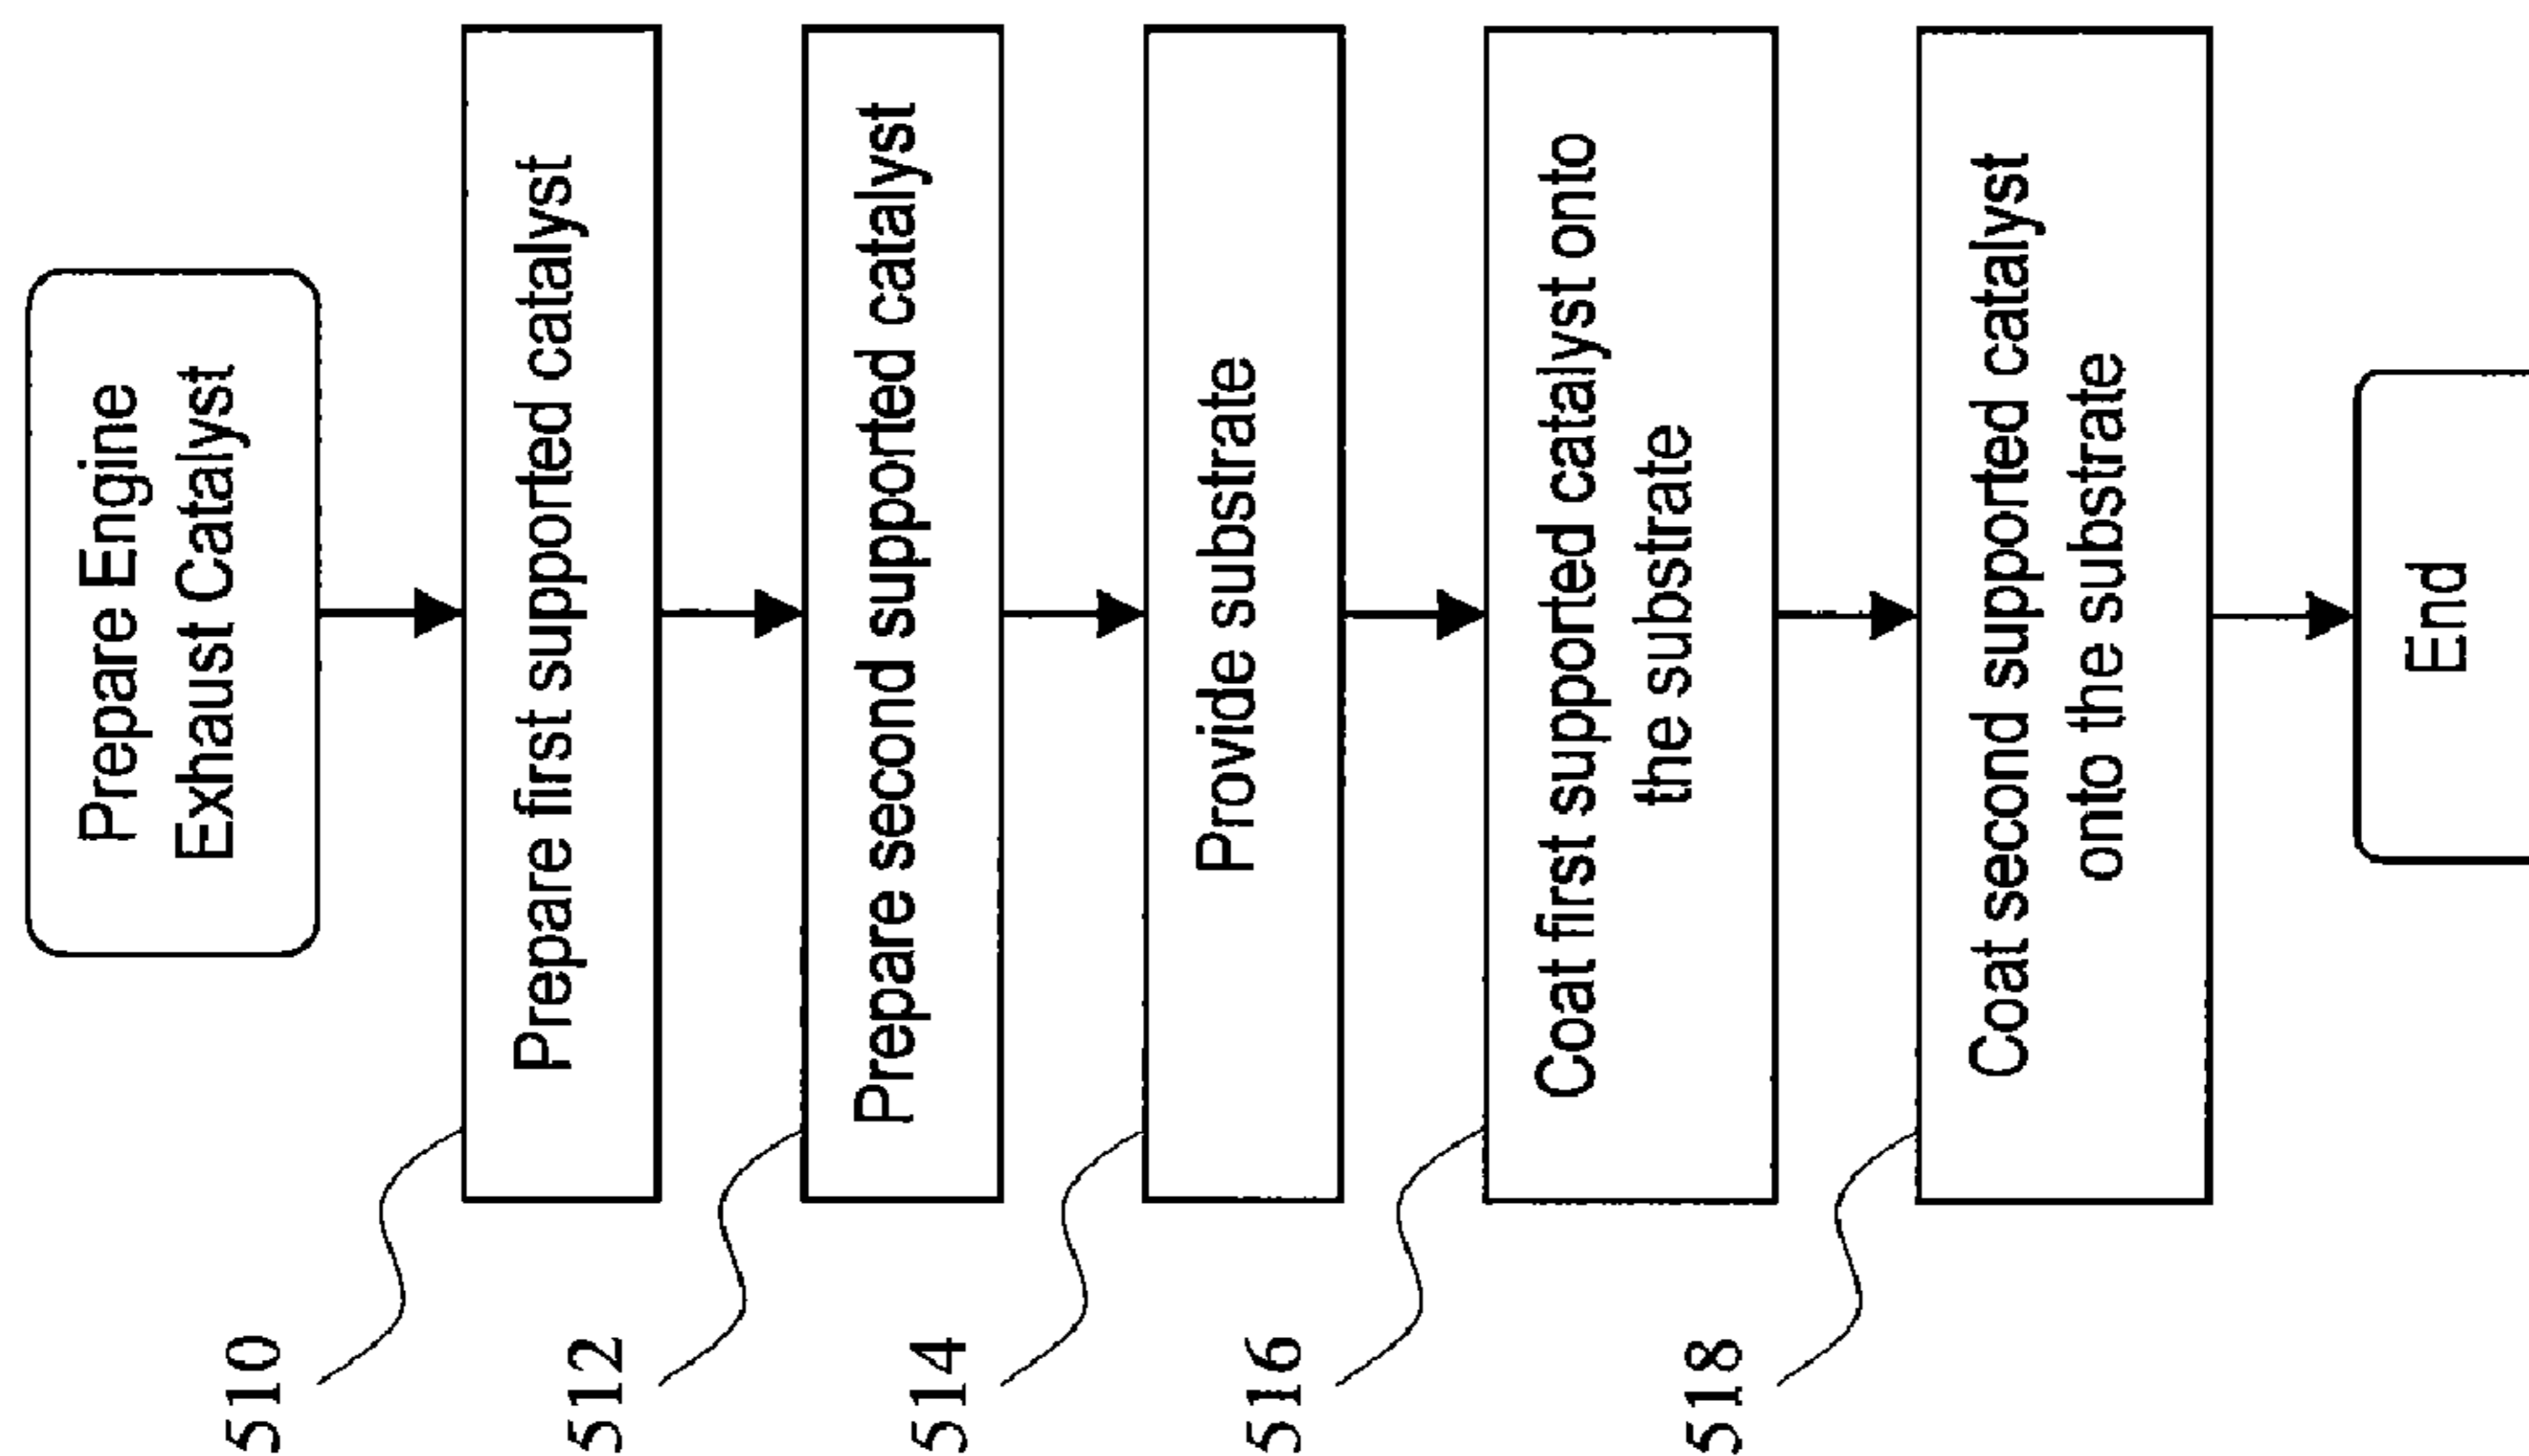 Prepare Engine
Exhaust Catalyst
510
Prepare first supported catalyst
512
Prepare second supported catalyst
514
Provide substrate
516
Coat first supported catalyst onto
the substrate
518
Coat second supported catalyst
onto the substrate
End